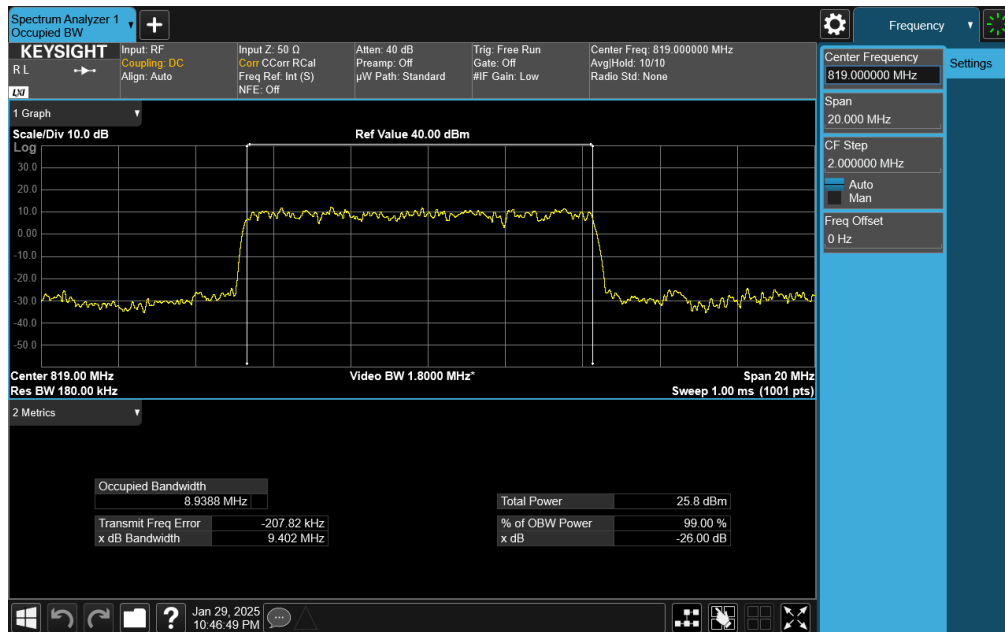 Spectrum Analyzer 1
Occupied BW
Frequency
KEYSIGHT
R L
LXI
Input: RF
Coupling: DC
Align: Auto
Input Z: 50 Ω
Corr CCorr RCal
Freq Ref: Int (S)
NFE: Off
Atten: 40 dB
Preamp: Off
µW Path: Standard
Trig: Free Run
Gate: Off
#IF Gain: Low
Center Freq: 819.000000 MHz
Avg|Hold: 10/10
Radio Std: None
Center Frequency
819.000000 MHz
Settings
Span
20.000 MHz
CF Step
2.000000 MHz
Auto
Man
Freq Offset
0 Hz
1 Graph
Scale/Div 10.0 dB
Ref Value 40.00 dBm
Log
30.0
20.0
10.0
0.00
-10.0
-20.0
-30.0
-40.0
-50.0
Center 819.00 MHz
Video BW 1.8000 MHz*
Span 20 MHz
Res BW 180.00 kHz
Sweep 1.00 ms (1001 pts)
2 Metrics
Occupied Bandwidth
8.9388 MHz
Total Power 25.8 dBm
Transmit Freq Error -207.82 kHz
% of OBW Power 99.00 %
x dB Bandwidth 9.402 MHz
x dB -26.00 dB
Jan 29, 2025
10:46:49 PM